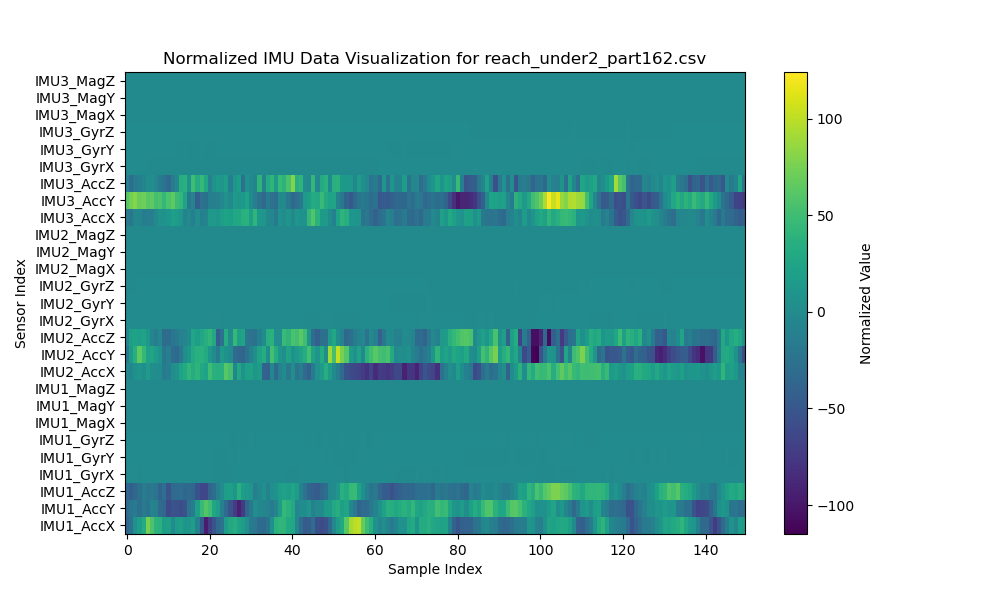 Normalized IMU Data Visualization for reach_under2_part162.csv
IMU3_MagZ
IMU3_MagY
IMU3_MagX
IMU3_GyrZ
IMU3_GyrY
IMU3_GyrX
IMU3_AccZ
IMU3_AccY
IMU3_AccX
IMU2_MagZ
IMU2_MagY
IMU2_MagX
IMU2_GyrZ
IMU2_GyrY
IMU2_GyrX
IMU2_AccZ
IMU2_AccY
IMU2_AccX
IMU1_MagZ
IMU1_MagY
IMU1_MagX
IMU1_GyrZ
IMU1_GyrY
IMU1_GyrX
IMU1_AccZ
IMU1_AccY
IMU1_AccX
Sensor Index
0 20 40 60 80 100 120 140
Sample Index
100
50
0
−50
−100
Normalized Value